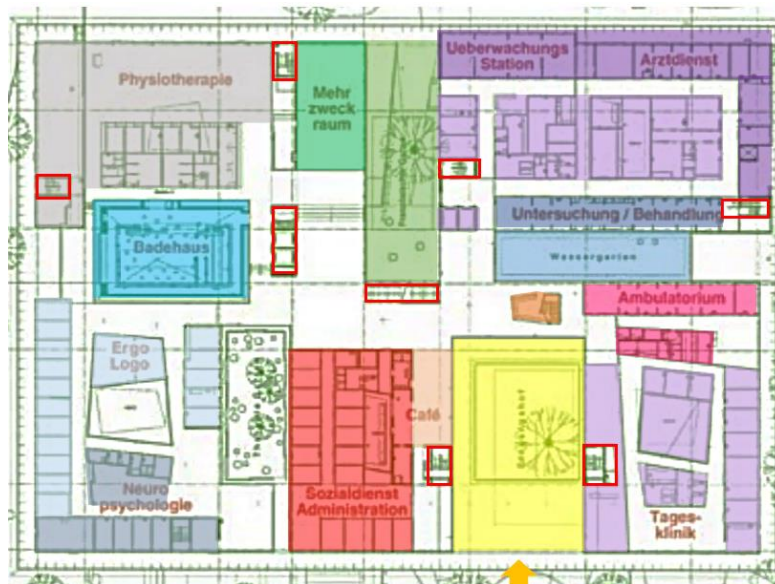 Ueberwachungs
Station
Arztdienst
Physiotherapie
Mehr
zweck
raum
Untersuchung / Behandlung
Badehaus
Wassergarten
Ambulatorium
Ergo
Logo
Café
Neuro
psychologie
Sozialdienst
Administration
Tages-
klinik